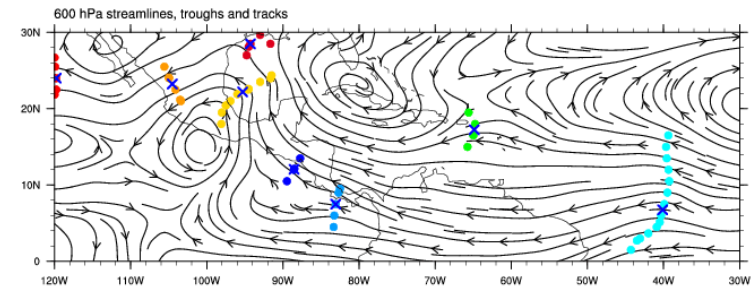 600 hPa streamlines, troughs and tracks
30N
20N
10N
0
120W 110W 100W 90W 80W 70W 60W 50W 40W 30W